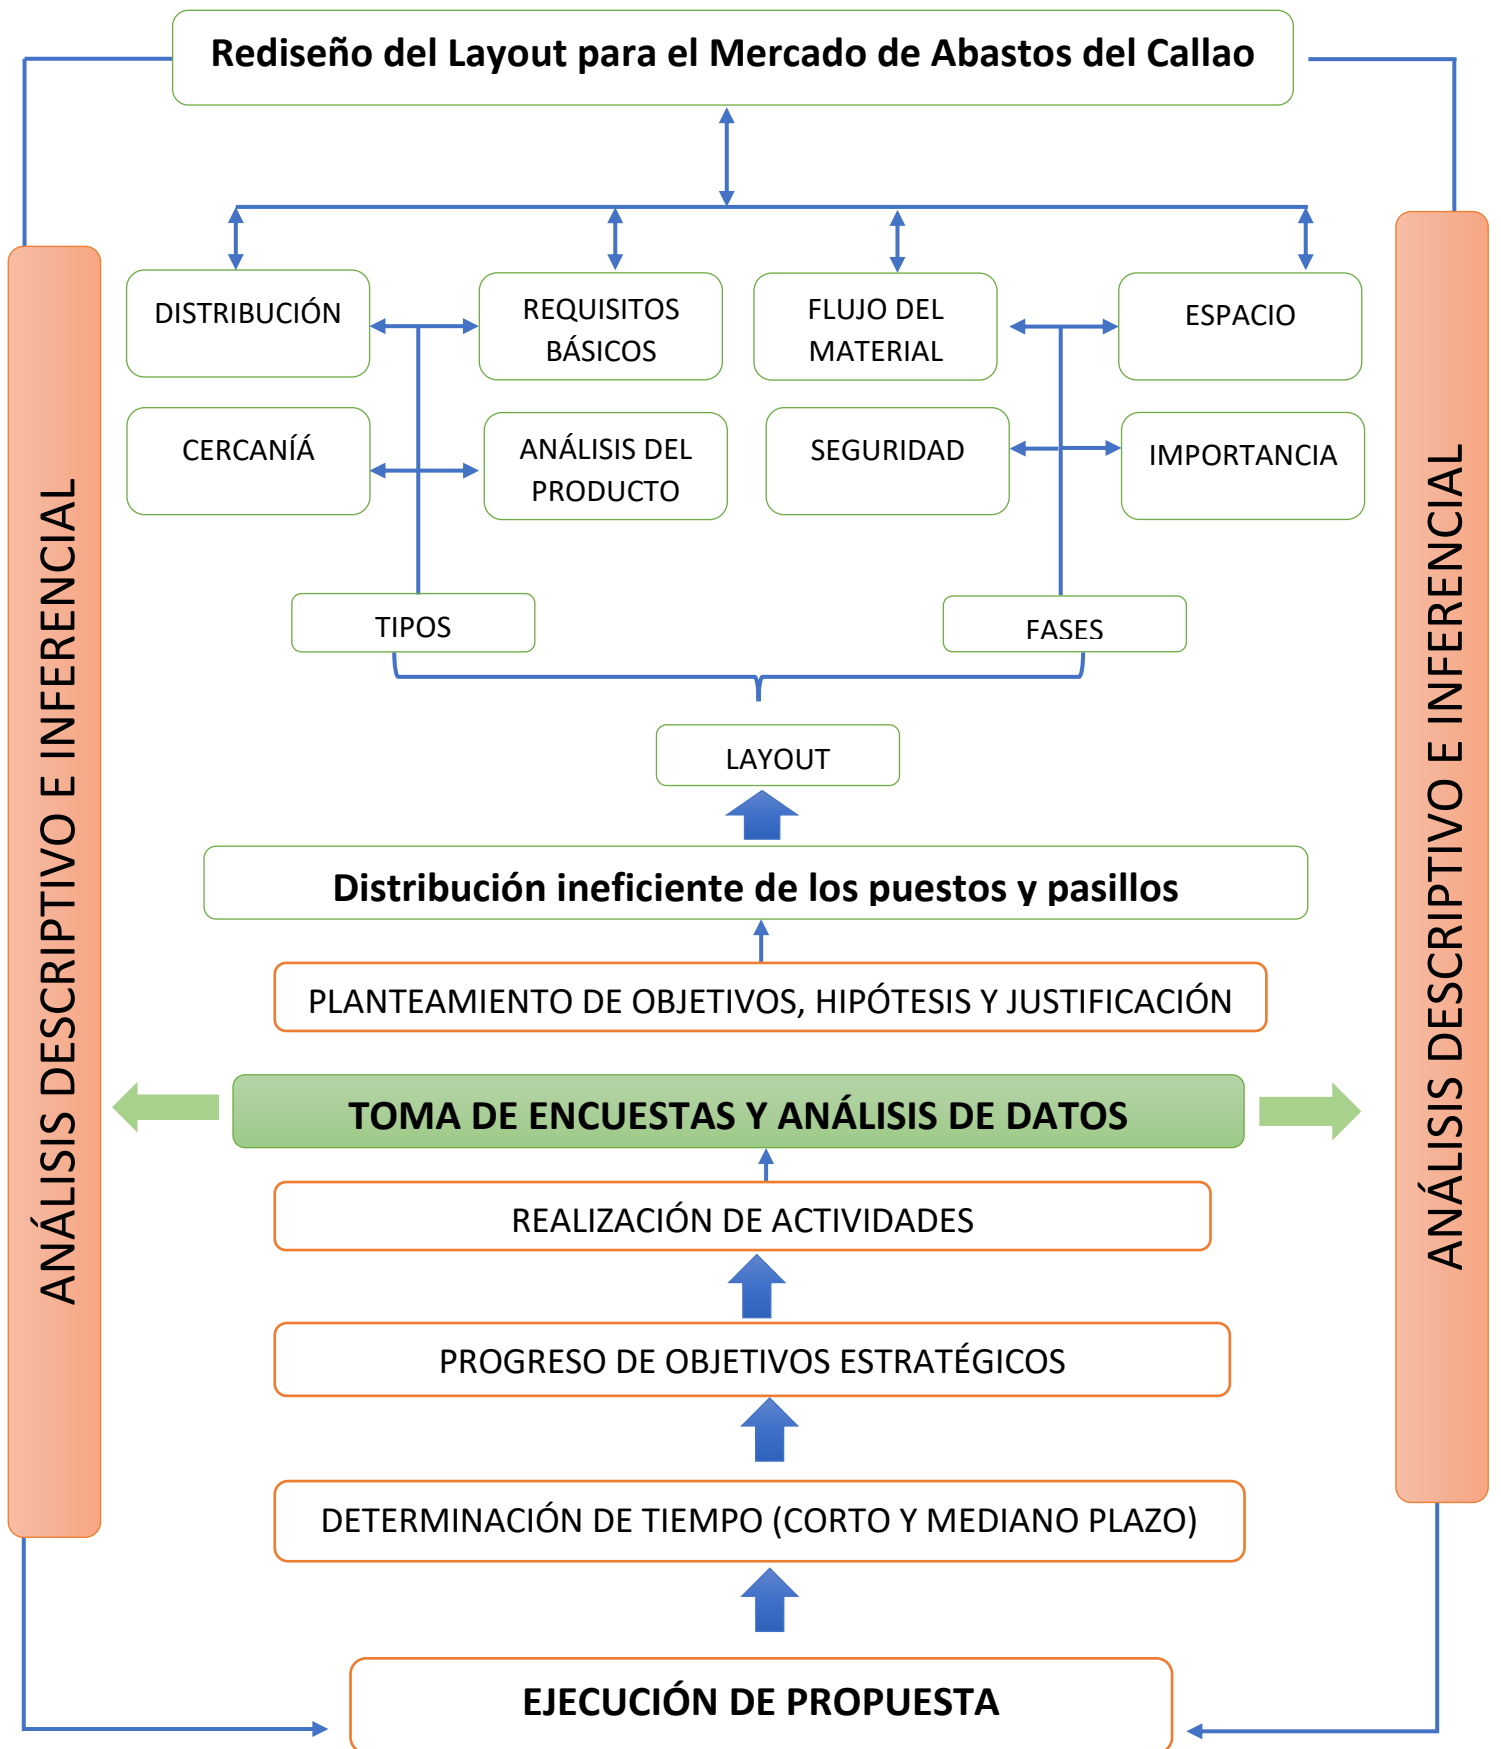 Rediseño del Layout para el Mercado de Abastos del Callao
DISTRIBUCIÓN
REQUISITOS
BÁSICOS
FLUJO DEL
MATERIAL
ESPACIO
CERCANÍÁ
ANÁLISIS DEL
PRODUCTO
SEGURIDAD
IMPORTANCIA
TIPOS
FASES
LAYOUT
Distribución ineficiente de los puestos y pasillos
PLANTEAMIENTO DE OBJETIVOS, HIPÓTESIS Y JUSTIFICACIÓN
TOMA DE ENCUESTAS Y ANÁLISIS DE DATOS
REALIZACIÓN DE ACTIVIDADES
PROGRESO DE OBJETIVOS ESTRATÉGICOS
DETERMINACIÓN DE TIEMPO (CORTO Y MEDIANO PLAZO)
EJECUCIÓN DE PROPUESTA
ANÁLISIS DESCRIPTIVO E INFERENCIAL
ANÁLISIS DESCRIPTIVO E INFERENCIAL